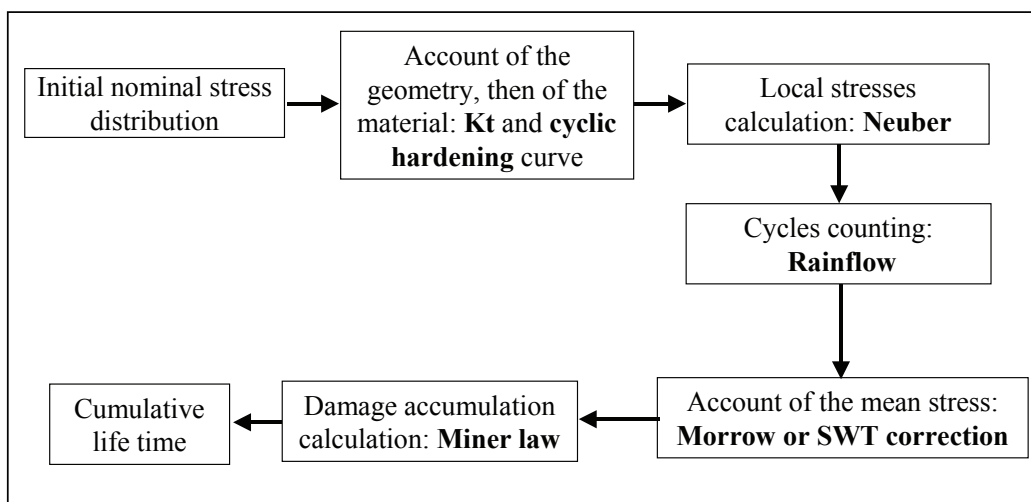 Initial nominal stress
distribution
Account of the
geometry, then of the
material: Kt and cyclic
hardening curve
Local stresses
calculation: Neuber
Cycles counting:
Rainflow
Account of the mean stress:
Morrow or SWT correction
Damage accumulation
calculation: Miner law
Cumulative
life time